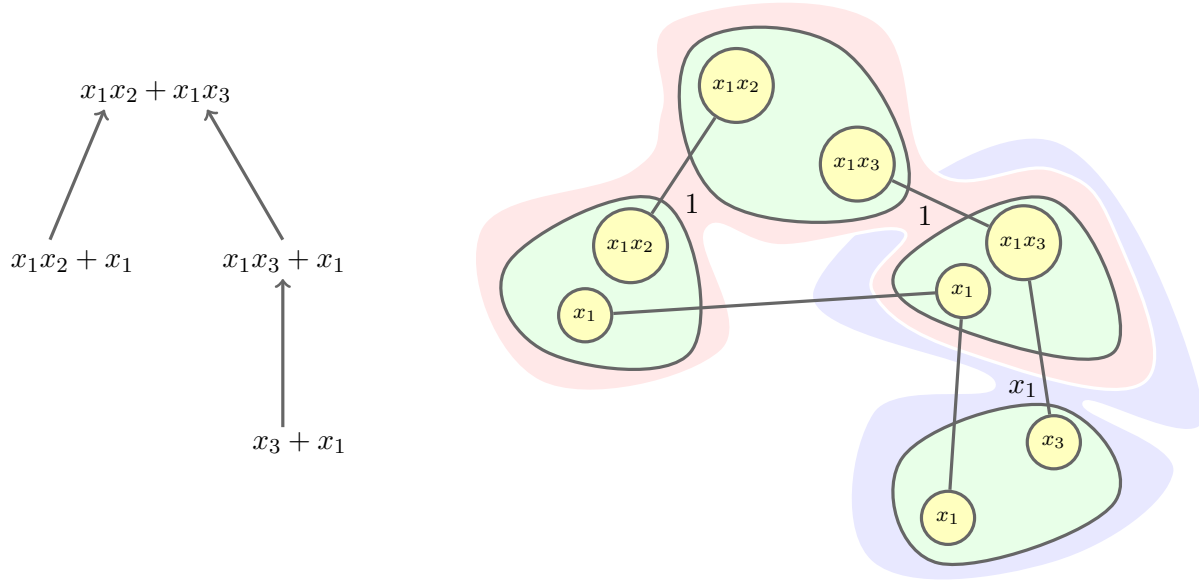 x₁x₂ + x₁x₃
x₁x₂ + x₁
x₁x₃ + x₁
x₃ + x₁
x₁x₂
x₁x₃
1
1
x₁x₂
x₁
x₁x₃
x₁
x₁
x₃
x₁